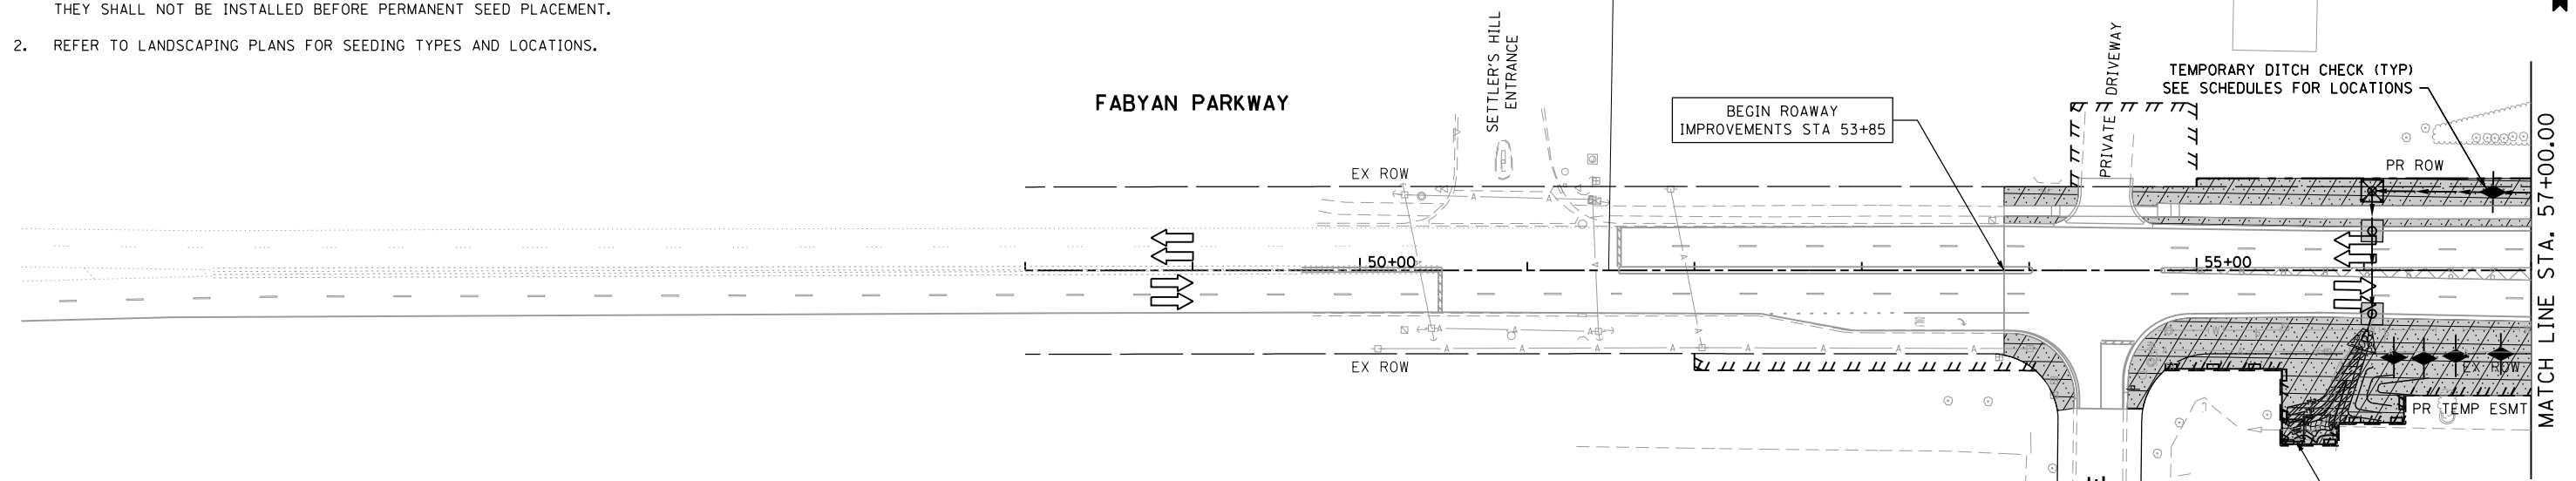 THEY SHALL NOT BE INSTALLED BEFORE PERMANENT SEED PLACEMENT.
2. REFER TO LANDSCAPING PLANS FOR SEEDING TYPES AND LOCATIONS.
FABYAN PARKWAY
SETTLER'S HILL
ENTRANCE
BEGIN ROAWAY
IMPROVEMENTS STA 53+85
PRIVATE DRIVEWAY
TEMPORARY DITCH CHECK (TYP)
SEE SCHEDULES FOR LOCATIONS
EX ROW
PR ROW
50+00
55+00
EX ROW
EX ROW
PR TEMP ESMT
MATCH LINE STA. 57+00.00